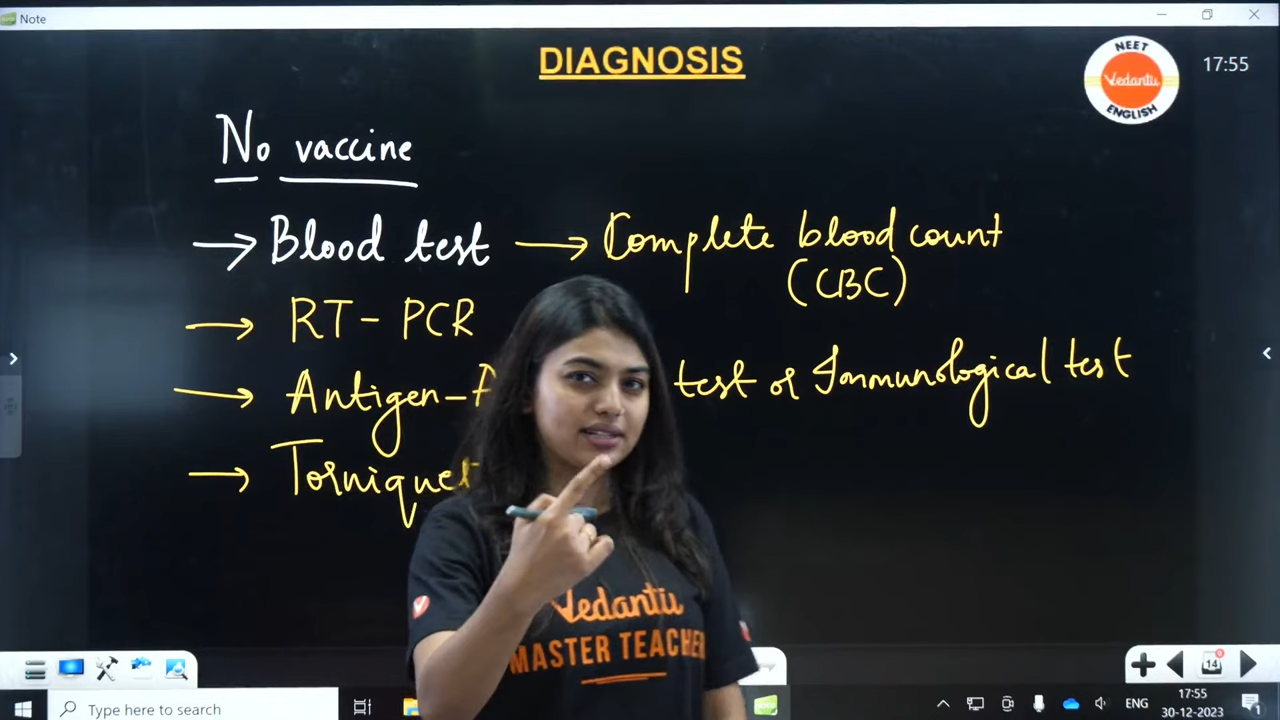 Note
DIAGNOSIS
NEET
Vedantu
ENGLISH
17:55
No vaccine
→ Blood test → Complete blood count
(CBC)
→ RT - PCR
→ Antigen - test or Immunological test
→ Torniquet
Vedantu
MASTER TEACHER
14
Type here to search
ENG
17:55
30-12-2023